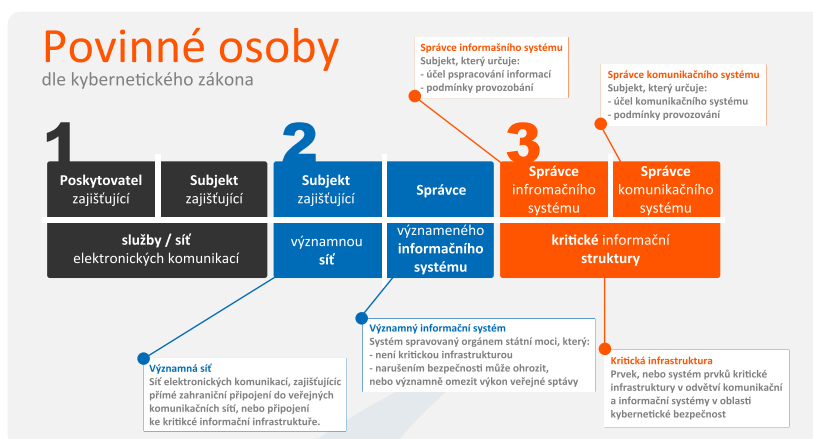 Povinné osoby
dle kybernetického zákona
Správce informašního systému
Subjekt, který určuje:
- účel pspracování informací
- podmínky provozobání
Správce komunikačního systému
Subjekt, který určuje:
- účel komunikačního systému
- podmínky provozování
1
2
3
Poskytovatel
zajišťující
Subjekt
zajišťující
Subjekt
zajišťující
Správce
Správce
infromačního
systému
Správce
komunikačního
systému
služby / síť
elektronických komunikací
významnou
síť
význameného
informačního
systému
kritické informační
struktury
Významný informační systém
Systém spravovaný orgánem státní moci, který:
- není kritickou infrastrukturou
- narušením bezpečnosti může ohrozit,
nebo významně omezit výkon veřejné sptávy
Významná síť
Síť elektronických komunikací, zajišťujícíc
přímé zahraniční připojení do veřejných
komunikačních sítí, nebo připojení
ke kritikcé informační infrastruktuře.
Kritická infrastruktura
Prvek, nebo systém prvků kritické
infrastruktury v odvětví komunikační
a informační systémy v oblasti
kybernetické bezpečnost